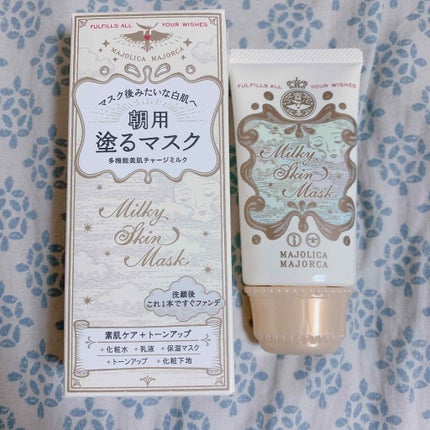 FULFILLS ALL YOUR WISHES
MAJOLICA MAJORCA
マスク後みたいな白肌へ
朝用
塗るマスク
多機能美肌チャージミルク
Milky
Skin
Mask
洗顔後
これ1本ですぐファンデ
素肌ケア+トーンアップ
+化粧水 +乳液 +保湿マスク
+トーンアップ +化粧下地
FULFILLS ALL YOUR WISHES
Milky
Skin
Mask
MAJOLICA
MAJORCA